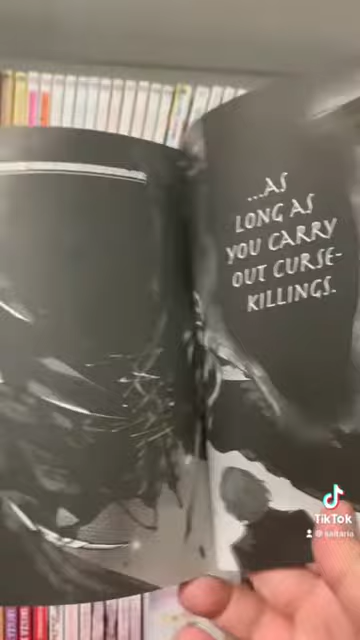 ...AS
LONG AS
YOU CARRY
OUT CURSE-
KILLINGS.
TikTok